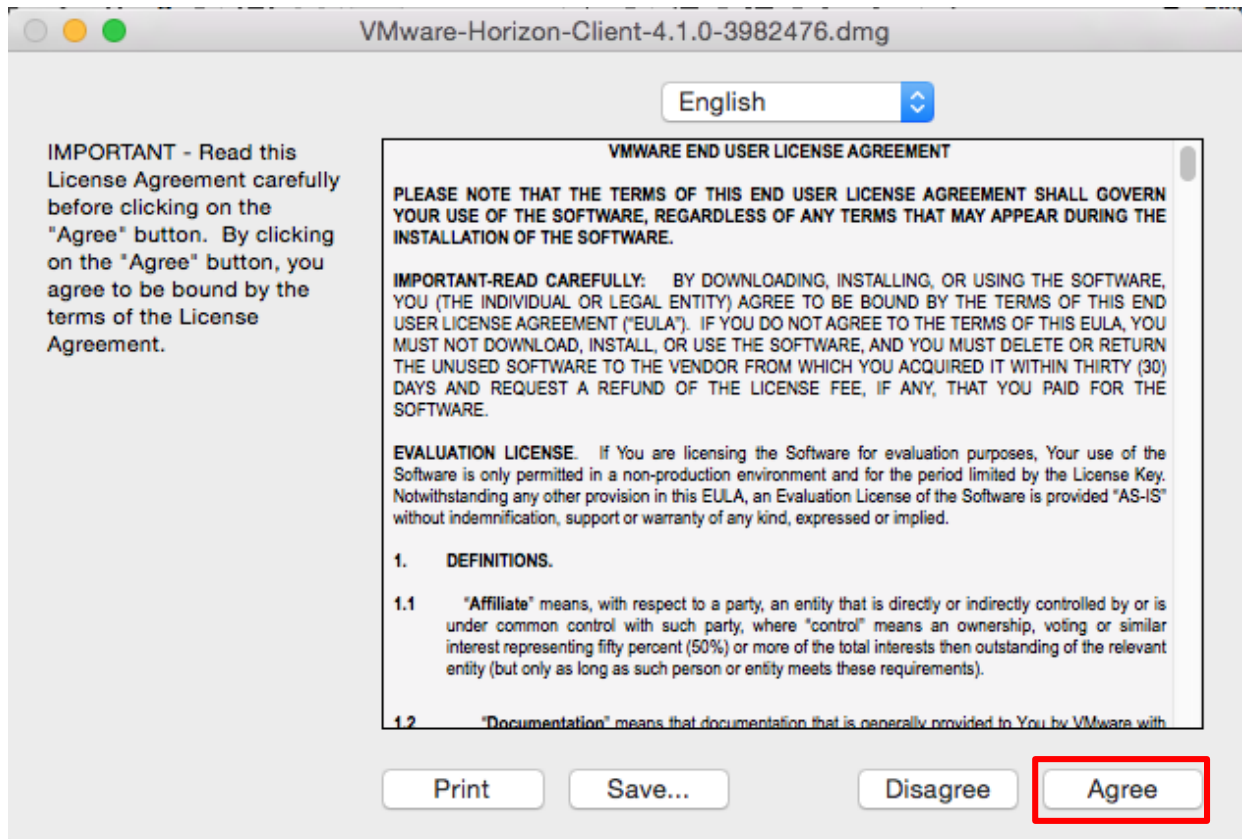 VMware-Horizon-Client-4.1.0-3982476.dmg
English
IMPORTANT - Read this
License Agreement carefully
before clicking on the
"Agree" button.  By clicking
on the "Agree" button, you
agree to be bound by the
terms of the License
Agreement.
VMWARE END USER LICENSE AGREEMENT
PLEASE NOTE THAT THE TERMS OF THIS END USER LICENSE AGREEMENT SHALL GOVERN
YOUR USE OF THE SOFTWARE, REGARDLESS OF ANY TERMS THAT MAY APPEAR DURING THE
INSTALLATION OF THE SOFTWARE.
IMPORTANT-READ CAREFULLY:   BY DOWNLOADING, INSTALLING, OR USING THE SOFTWARE,
YOU (THE INDIVIDUAL OR LEGAL ENTITY) AGREE TO BE BOUND BY THE TERMS OF THIS END
USER LICENSE AGREEMENT (“EULA”).  IF YOU DO NOT AGREE TO THE TERMS OF THIS EULA, YOU
MUST NOT DOWNLOAD, INSTALL, OR USE THE SOFTWARE, AND YOU MUST DELETE OR RETURN
THE UNUSED SOFTWARE TO THE VENDOR FROM WHICH YOU ACQUIRED IT WITHIN THIRTY (30)
DAYS AND REQUEST A REFUND OF THE LICENSE FEE, IF ANY, THAT YOU PAID FOR THE
SOFTWARE.
EVALUATION LICENSE.   If You are licensing the Software for evaluation purposes, Your use of the
Software is only permitted in a non-production environment and for the period limited by the License Key.
Notwithstanding any other provision in this EULA, an Evaluation License of the Software is provided “AS-IS”
without indemnification, support or warranty of any kind, expressed or implied.
1. DEFINITIONS.
1.1 “Affiliate” means, with respect to a party, an entity that is directly or indirectly controlled by or is
under common control with such party, where “control” means an ownership, voting or similar
interest representing fifty percent (50%) or more of the total interests then outstanding of the relevant
entity (but only as long as such person or entity meets these requirements).
1.2 “Documentation” means that documentation that is generally provided to You by VMware with
Print
Save...
Disagree
Agree